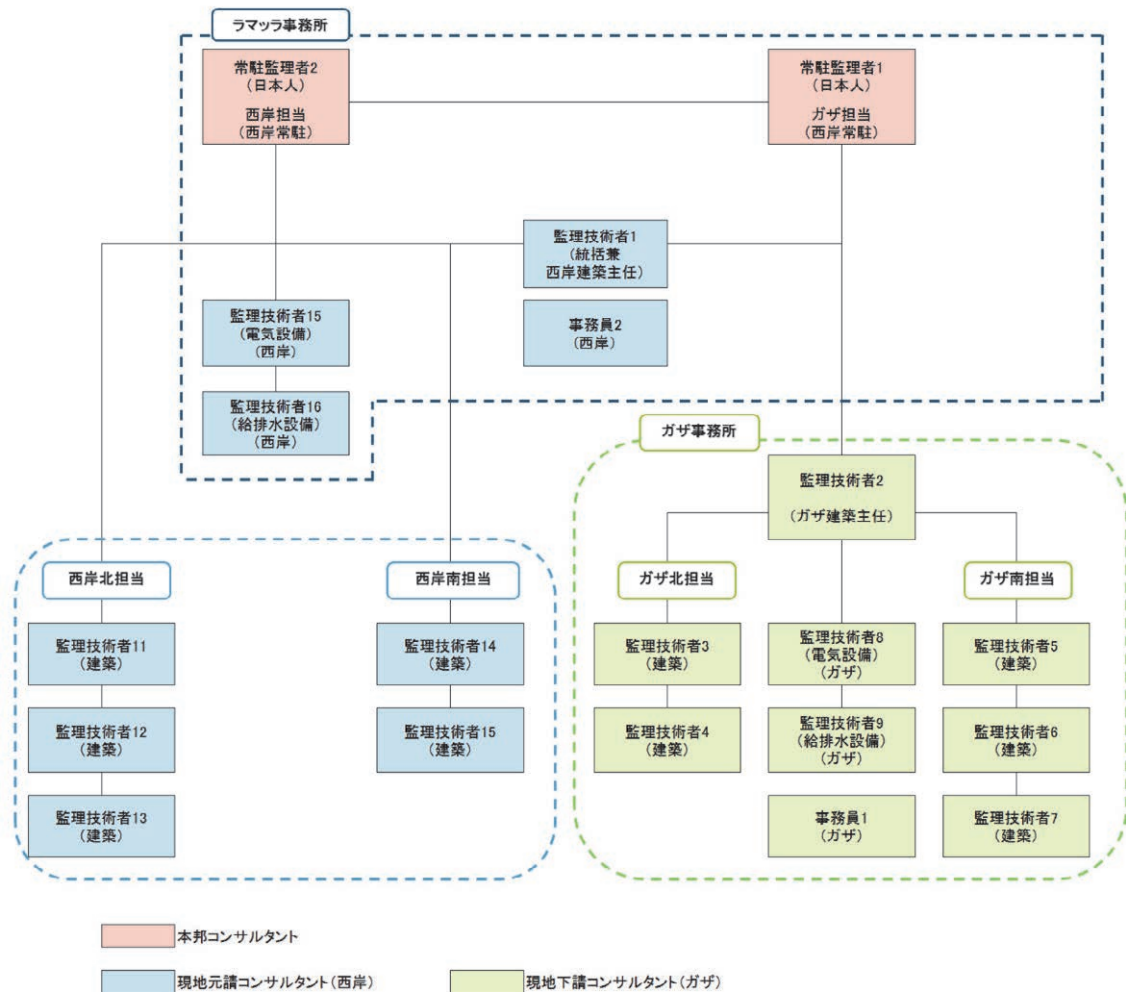 ラマッラ事務所
常駐監理者2
(日本人)
西岸担当
(西岸常駐)
常駐監理者1
(日本人)
ガザ担当
(西岸常駐)
監理技術者1
(統括兼
西岸建築主任)
監理技術者15
(電気設備)
(西岸)
事務員2
(西岸)
監理技術者16
(給排水設備)
(西岸)
ガザ事務所
監理技術者2
(ガザ建築主任)
西岸北担当
西岸南担当
ガザ北担当
ガザ南担当
監理技術者11
(建築)
監理技術者14
(建築)
監理技術者3
(建築)
監理技術者8
(電気設備)
(ガザ)
監理技術者5
(建築)
監理技術者12
(建築)
監理技術者15
(建築)
監理技術者4
(建築)
監理技術者9
(給排水設備)
(ガザ)
監理技術者6
(建築)
監理技術者13
(建築)
事務員1
(ガザ)
監理技術者7
(建築)
本邦コンサルタント
現地元請コンサルタント(西岸)
現地下請コンサルタント(ガザ)